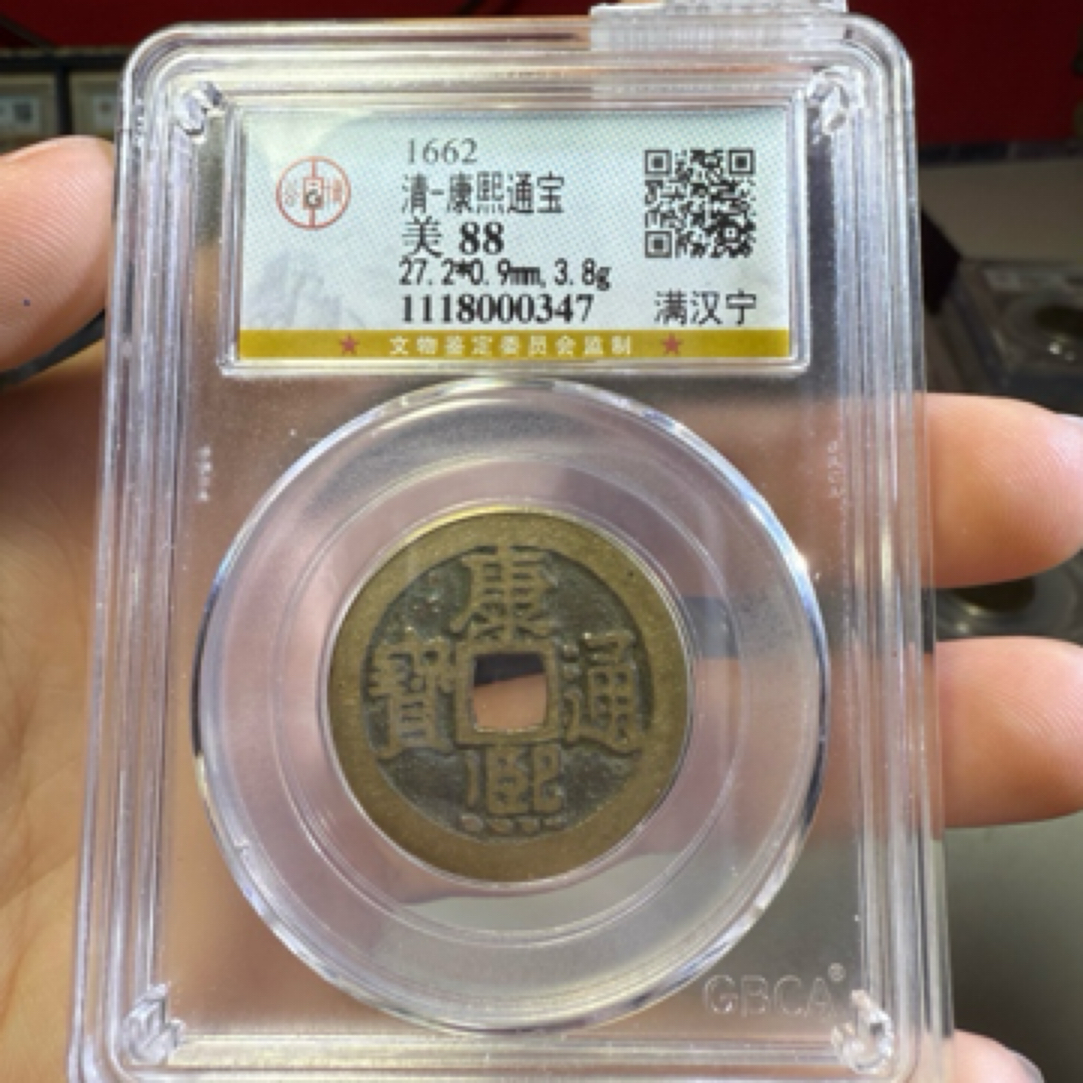 1662
清-康熙通宝
美 88
27.2*0.9mm, 3.8g
1118000347 满汉宁
★ 文物鉴定委员会监制 ★
康
寶 通
熙
GBCA®